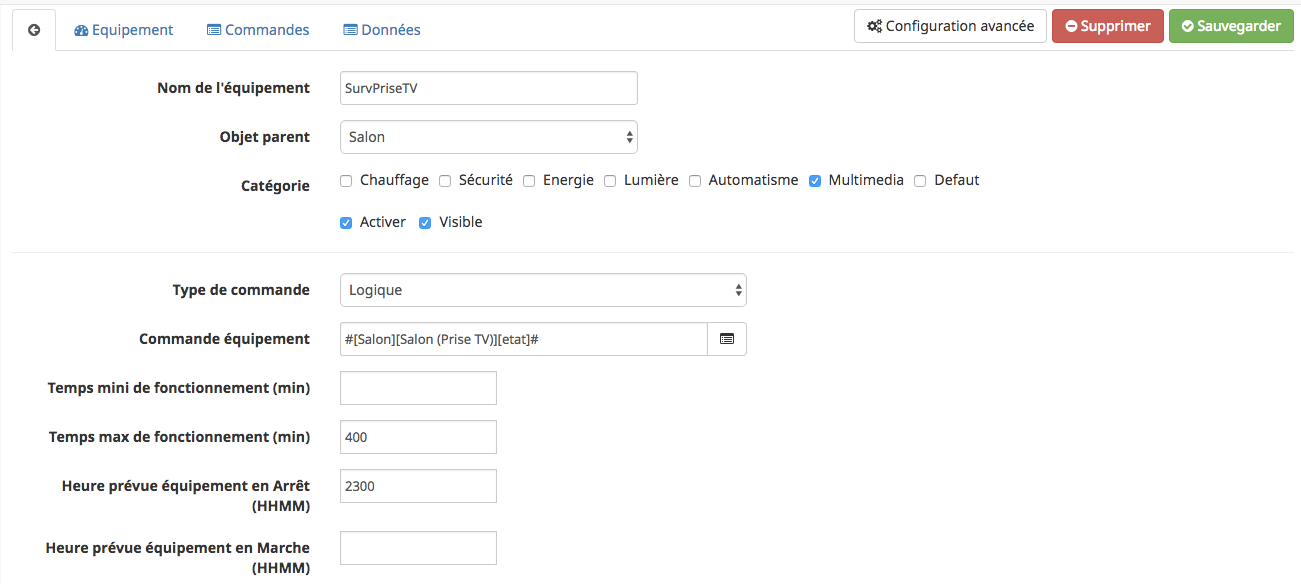 Equipement Commandes Données Configuration avancée Supprimer Sauvegarder
Nom de l'équipement SurvPriseTV
Objet parent Salon
Catégorie Chauffage Sécurité Energie Lumière Automatisme Multimedia Defaut
Activer Visible
Type de commande Logique
Commande équipement #[Salon][Salon (Prise TV)][etat]#
Temps mini de fonctionnement (min)
Temps max de fonctionnement (min) 400
Heure prévue équipement en Arrêt 2300
(HHMM)
Heure prévue équipement en Marche
(HHMM)